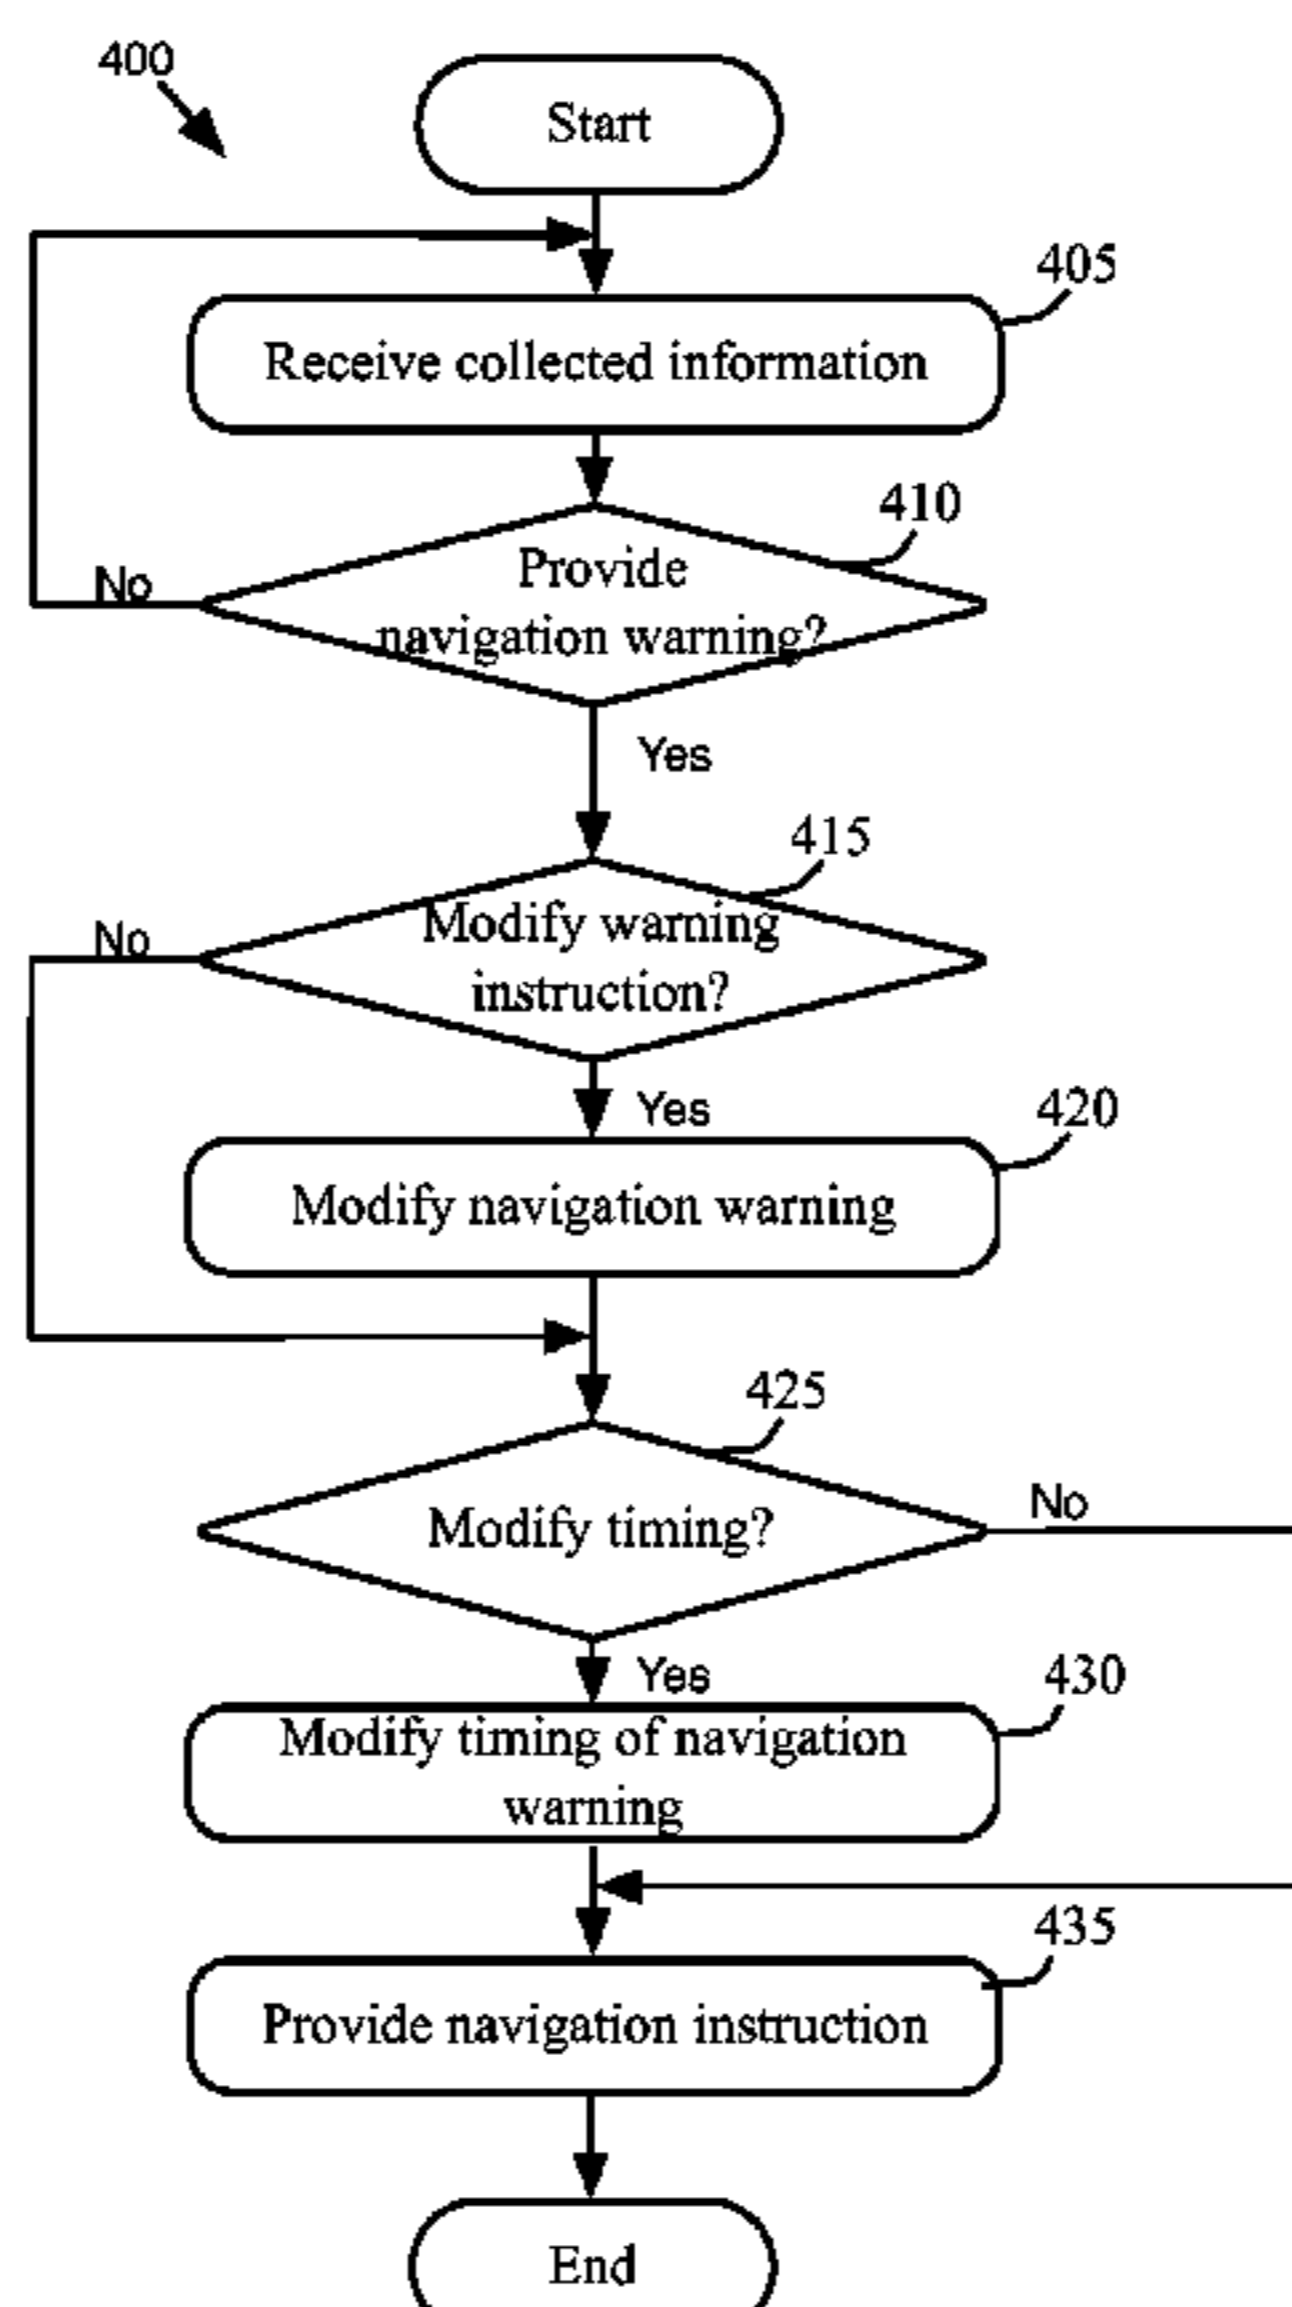 400
Start
405
Receive collected information
410
Provide
navigation warning?
No
Yes
415
Modify warning
instruction?
No
Yes
420
Modify navigation warning
425
Modify timing?
No
Yes
430
Modify timing of navigation
warning
435
Provide navigation instruction
End